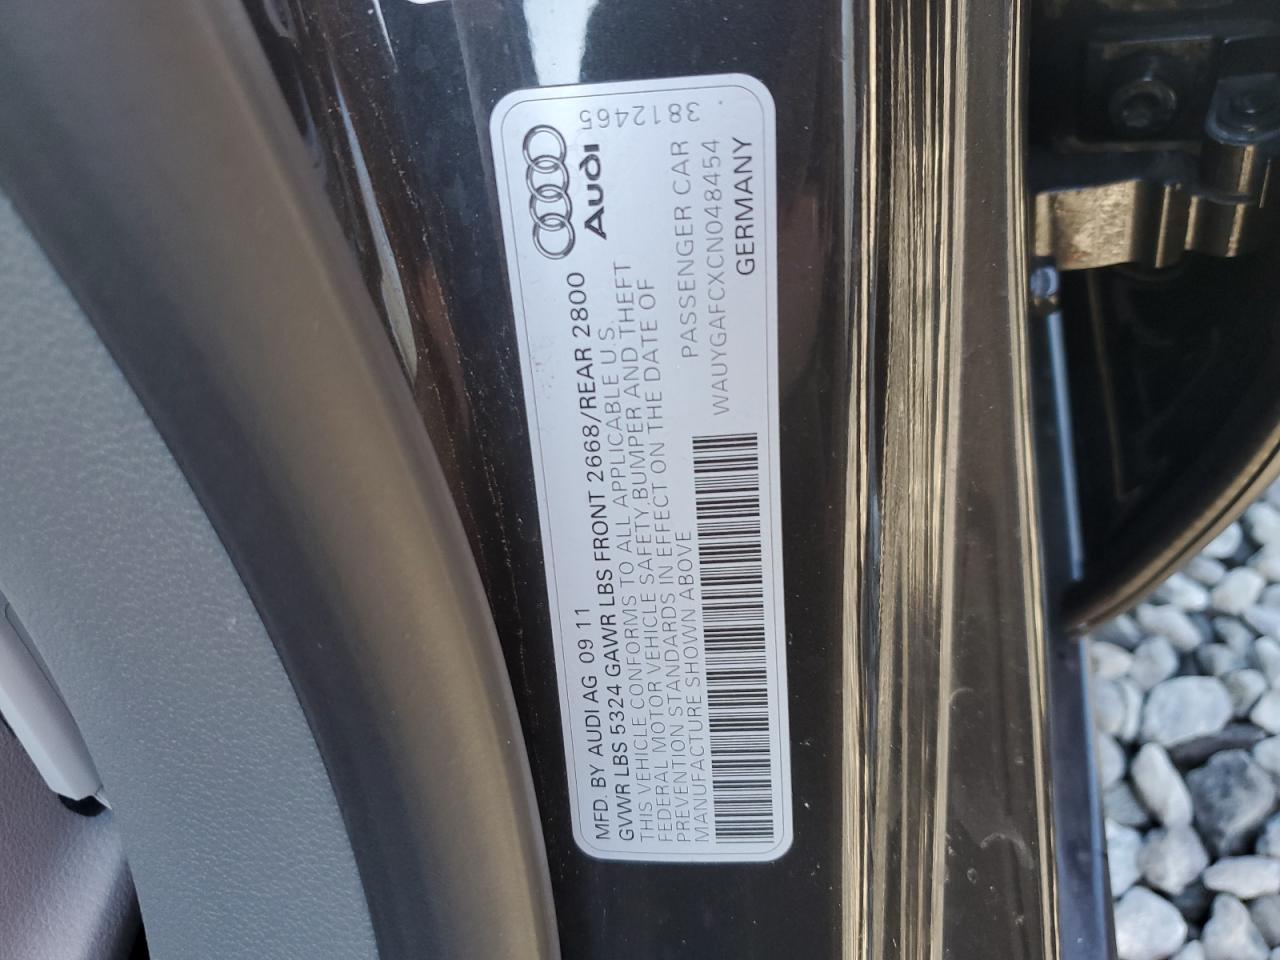 MFD. BY AUDI AG 09 11
GVWR LBS 5324 GAWR LBS FRONT 2668/REAR 2800
THIS VEHICLE CONFORMS TO ALL APPLICABLE U.S.
FEDERAL MOTOR VEHICLE SAFETY, BUMPER AND THEFT
PREVENTION STANDARDS IN EFFECT ON THE DATE OF
MANUFACTURE SHOWN ABOVE
Audi
3812465
PASSENGER CAR
WAUYGAFCXCN048454
GERMANY